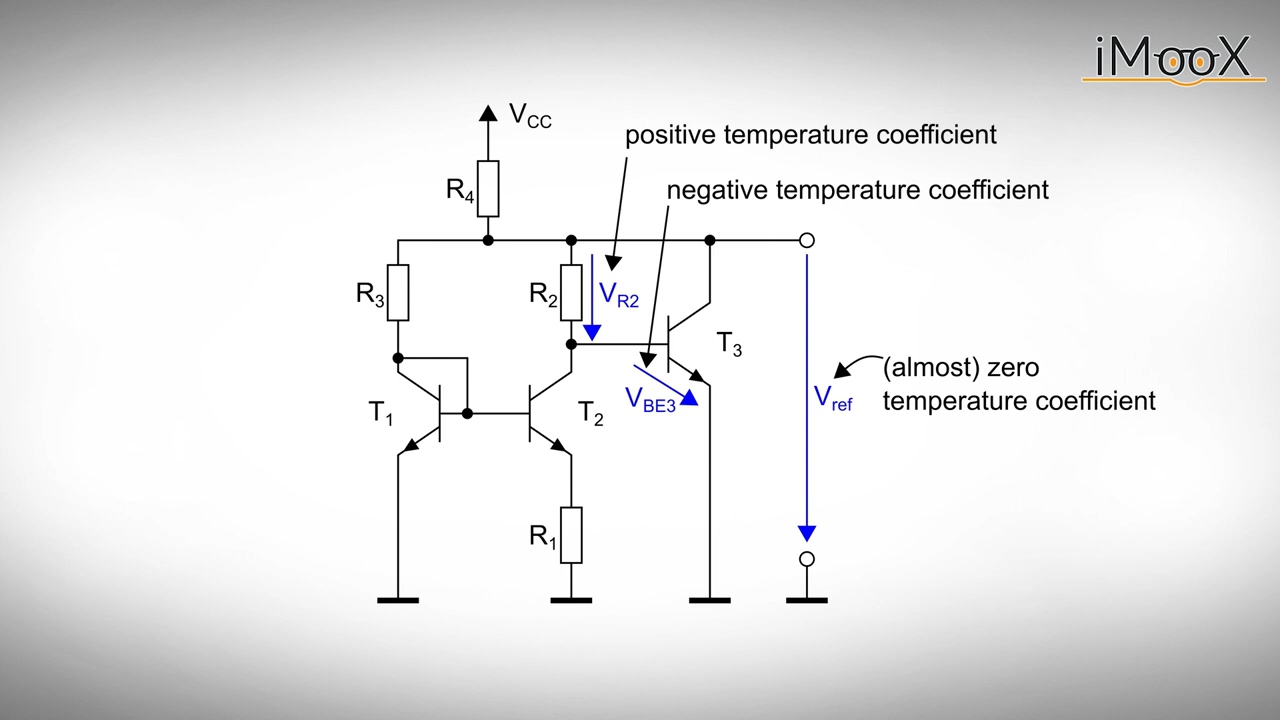 iMooX
VCC
positive temperature coefficient
R4
negative temperature coefficient
R3
R2
VR2
T3
(almost) zero
temperature coefficient
VBE3
Vref
T1
T2
R1